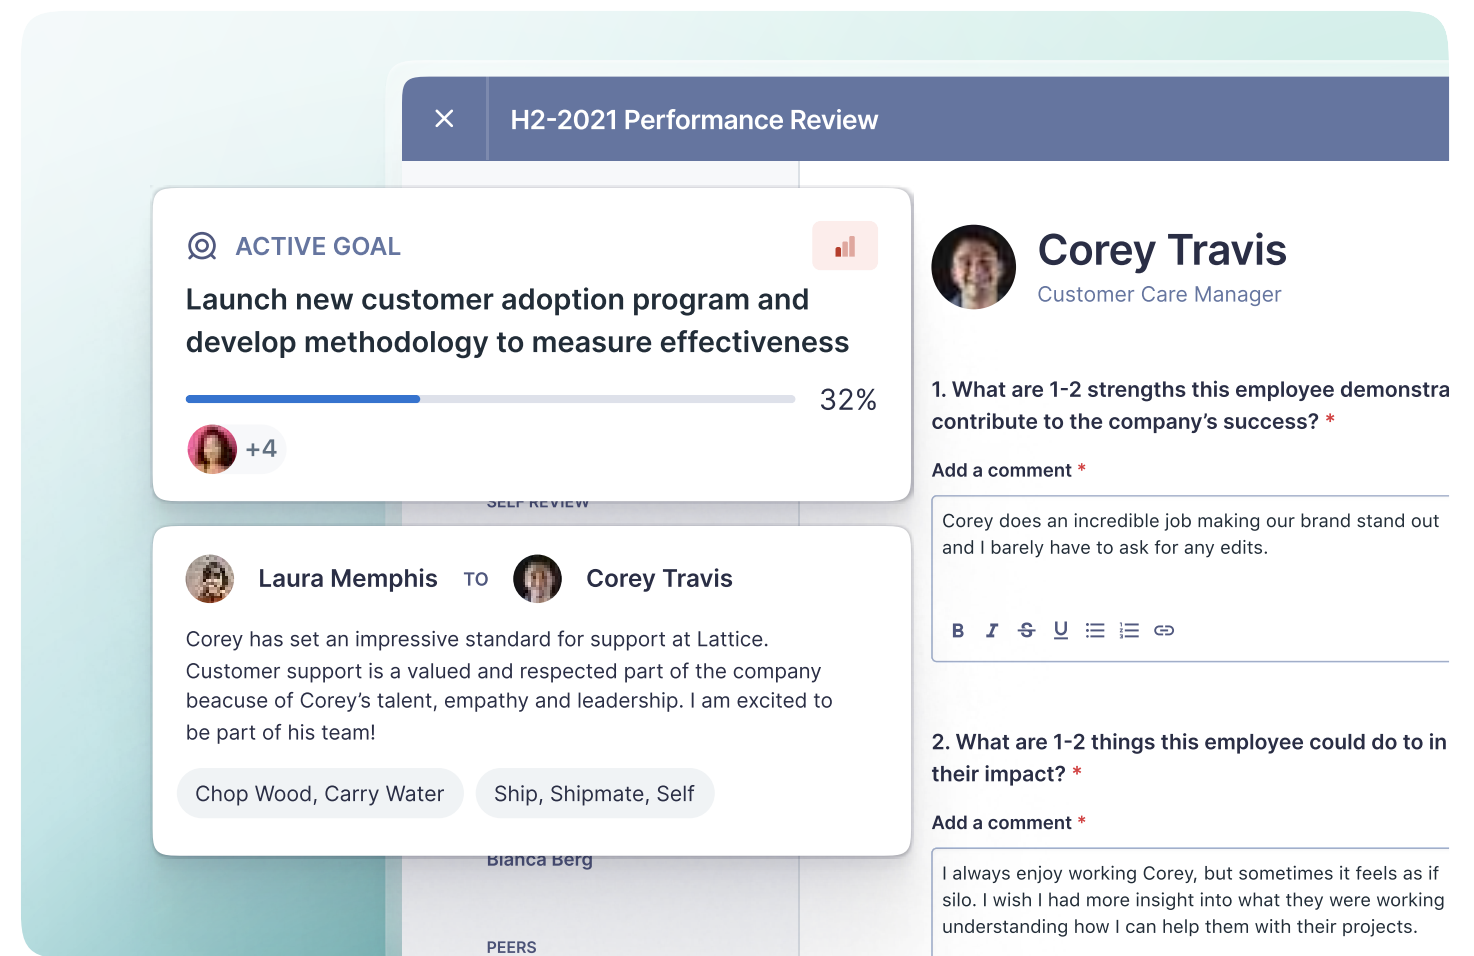 H2-2021 Performance Review
ACTIVE GOAL
Launch new customer adoption program and
develop methodology to measure effectiveness
32%
+4
SELF REVIEW
Laura Memphis TO Corey Travis
Corey has set an impressive standard for support at Lattice.
Customer support is a valued and respected part of the company
beacuse of Corey’s talent, empathy and leadership. I am excited to
be part of his team!
Chop Wood, Carry Water
Ship, Shipmate, Self
Bianca Berg
PEERS
Corey Travis
Customer Care Manager
1. What are 1-2 strengths this employee demonstra
contribute to the company’s success? *
Add a comment *
Corey does an incredible job making our brand stand out
and I barely have to ask for any edits.
B I S U
2. What are 1-2 things this employee could do to in
their impact? *
Add a comment *
I always enjoy working Corey, but sometimes it feels as if
silo. I wish I had more insight into what they were working
understanding how I can help them with their projects.